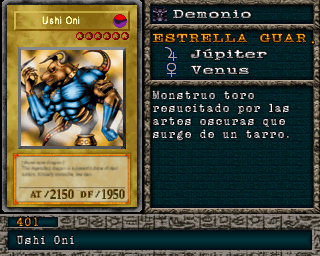 Ushi Oni
AT/2150 DF/1950
Demonio
ESTRELLA GUAR.
Júpiter
Venus
Monstruo toro
resucitado por las
artes oscuras que
surge de un tarro.
401
Ushi Oni